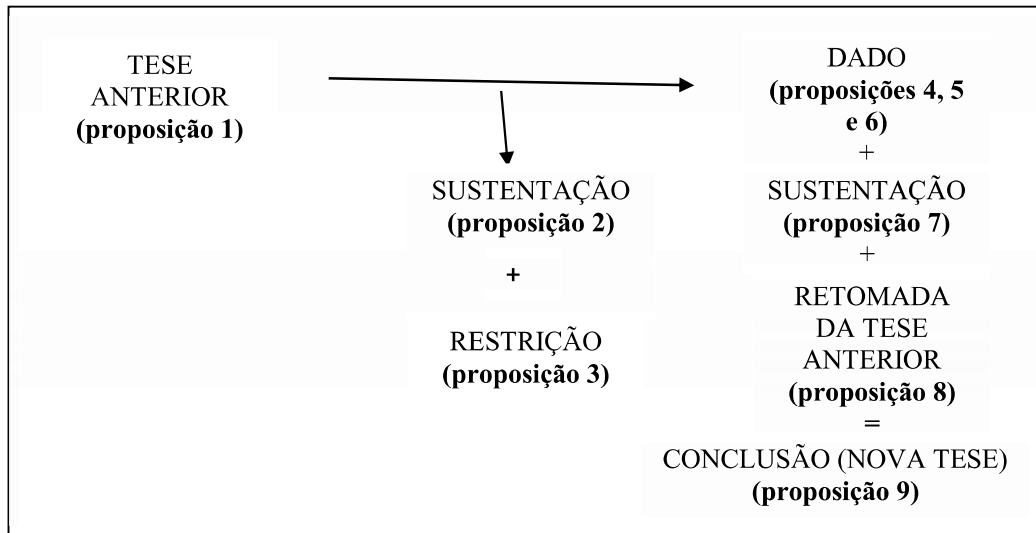 TESE
ANTERIOR
(proposição 1)
SUSTENTAÇÃO
(proposição 2)
+
RESTRIÇÃO
(proposição 3)
DADO
(proposições 4, 5
e 6)
+
SUSTENTAÇÃO
(proposição 7)
+
RETOMADA
DA TESE
ANTERIOR
(proposição 8)
=
CONCLUSÃO (NOVA TESE)
(proposição 9)